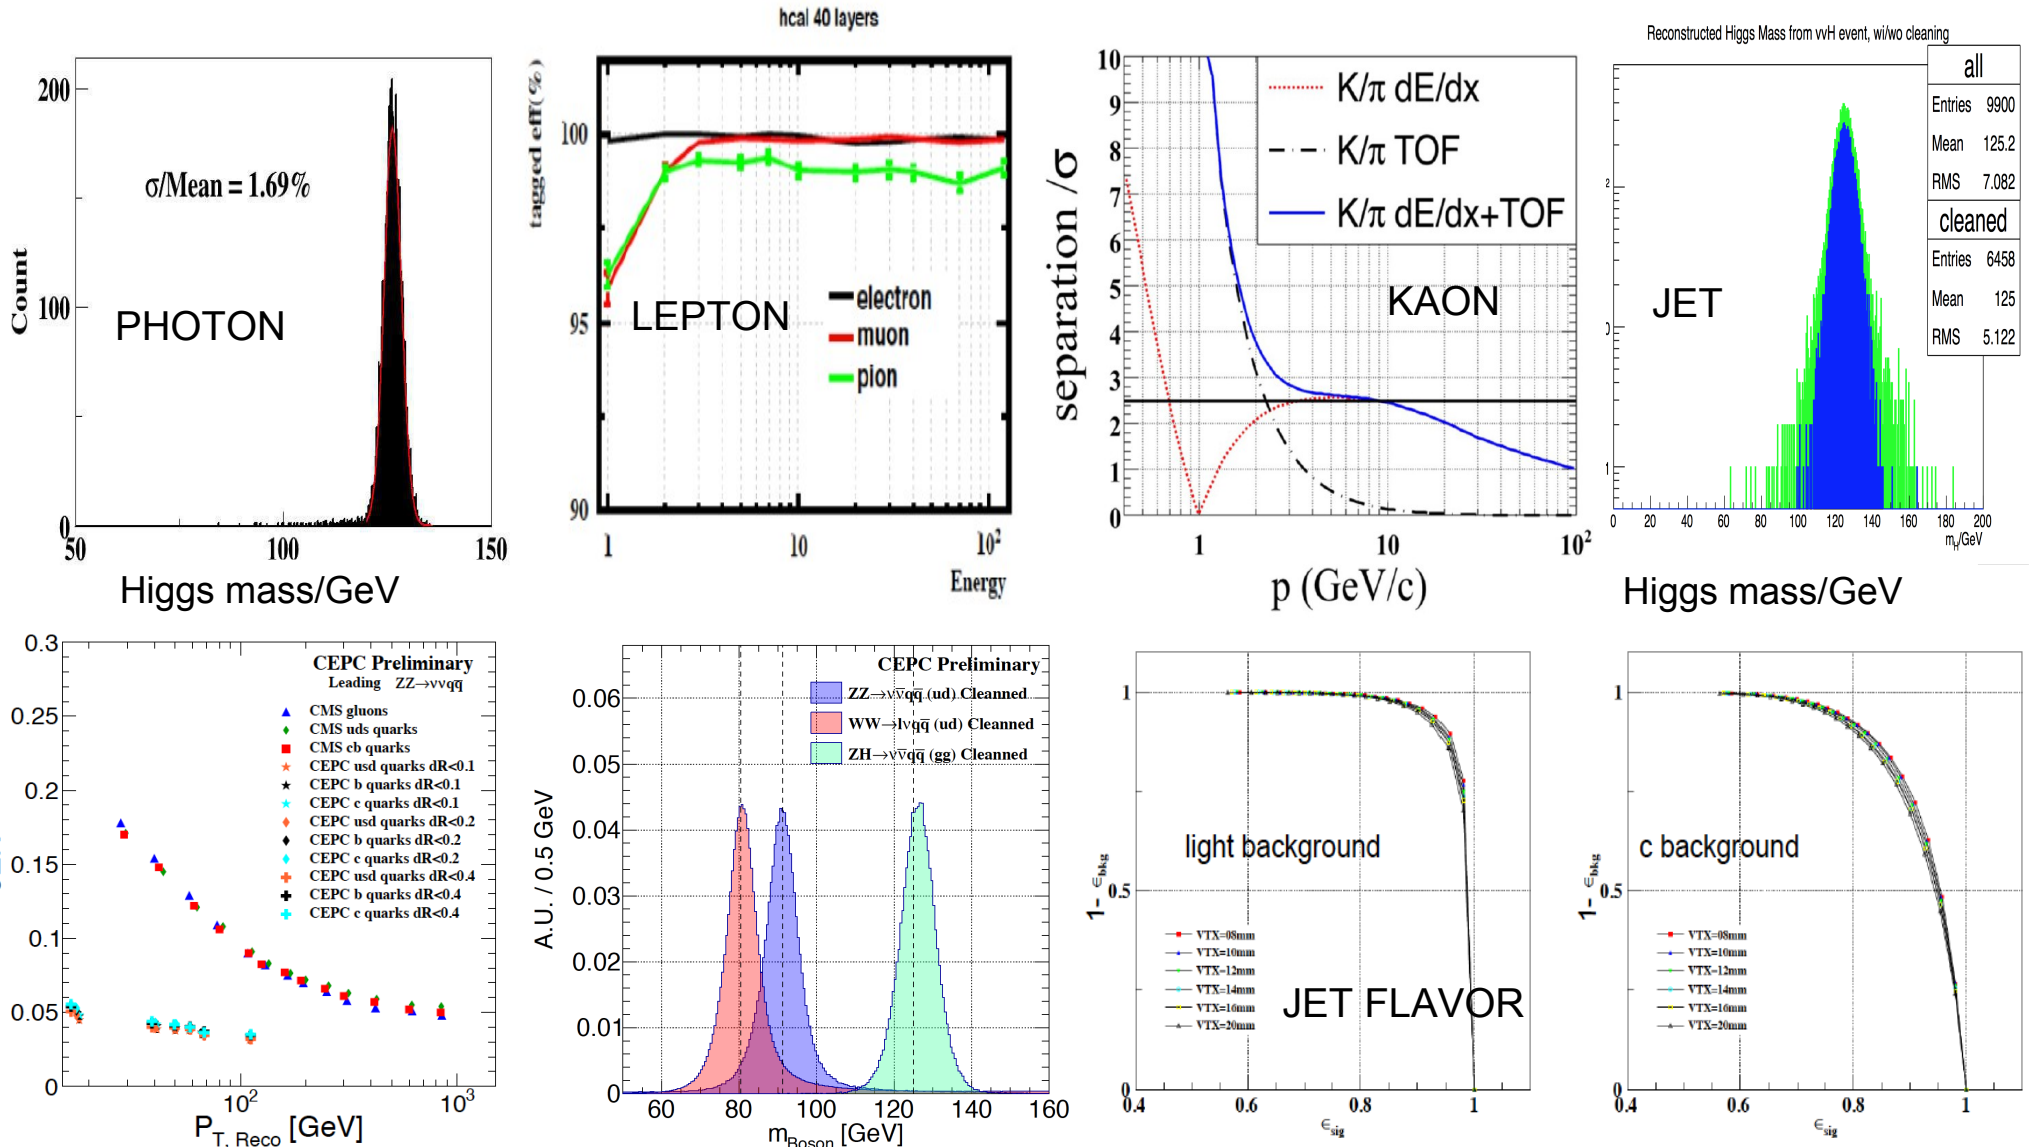 200
σ/Mean = 1.69%
Count
100
PHOTON
0
50
100
150
Higgs mass/GeV
hcal 40 layers
tagged eff(%)
100
95
90
LEPTON
electron
muon
pion
1
10
10²
Energy
separation /σ
10
9
8
7
6
5
4
3
2
1
0
K/π dE/dx
K/π TOF
K/π dE/dx+TOF
KAON
1
10
10²
p (GeV/c)
Reconstructed Higgs Mass from vvH event, wi/wo cleaning
all
Entries 9900
Mean 125.2
RMS 7.082
cleaned
Entries 6458
Mean 125
RMS 5.122
JET
2
1
0 20 40 60 80 100 120 140 160 180 200
m_H/GeV
Higgs mass/GeV
0.3
0.25
0.2
0.15
0.1
0.05
0
CEPC Preliminary
Leading ZZ→ννqq̅
CMS gluons
CMS uds quarks
CMS cb quarks
CEPC usd quarks dR<0.1
CEPC b quarks dR<0.1
CEPC c quarks dR<0.1
CEPC usd quarks dR<0.2
CEPC b quarks dR<0.2
CEPC c quarks dR<0.2
CEPC usd quarks dR<0.4
CEPC b quarks dR<0.4
CEPC c quarks dR<0.4
10²
10³
P_T, Reco [GeV]
A.U. / 0.5 GeV
0.06
0.05
0.04
0.03
0.02
0.01
0
CEPC Preliminary
ZZ→νν̅qq̅ (ud) Cleanned
WW→lνqq̅ (ud) Cleanned
ZH→νν̅qq̅ (gg) Cleanned
60 80 100 120 140 160
m_Boson [GeV]
1- ϵ_bkg
1
0.5
0
light background
VTX=08mm
VTX=10mm
VTX=12mm
VTX=14mm
VTX=16mm
VTX=20mm
JET FLAVOR
0.4 0.6 0.8 1
ϵ_sig
1- ϵ_bkg
1
0.5
0
c background
VTX=08mm
VTX=10mm
VTX=12mm
VTX=14mm
VTX=16mm
VTX=20mm
0.4 0.6 0.8 1
ϵ_sig